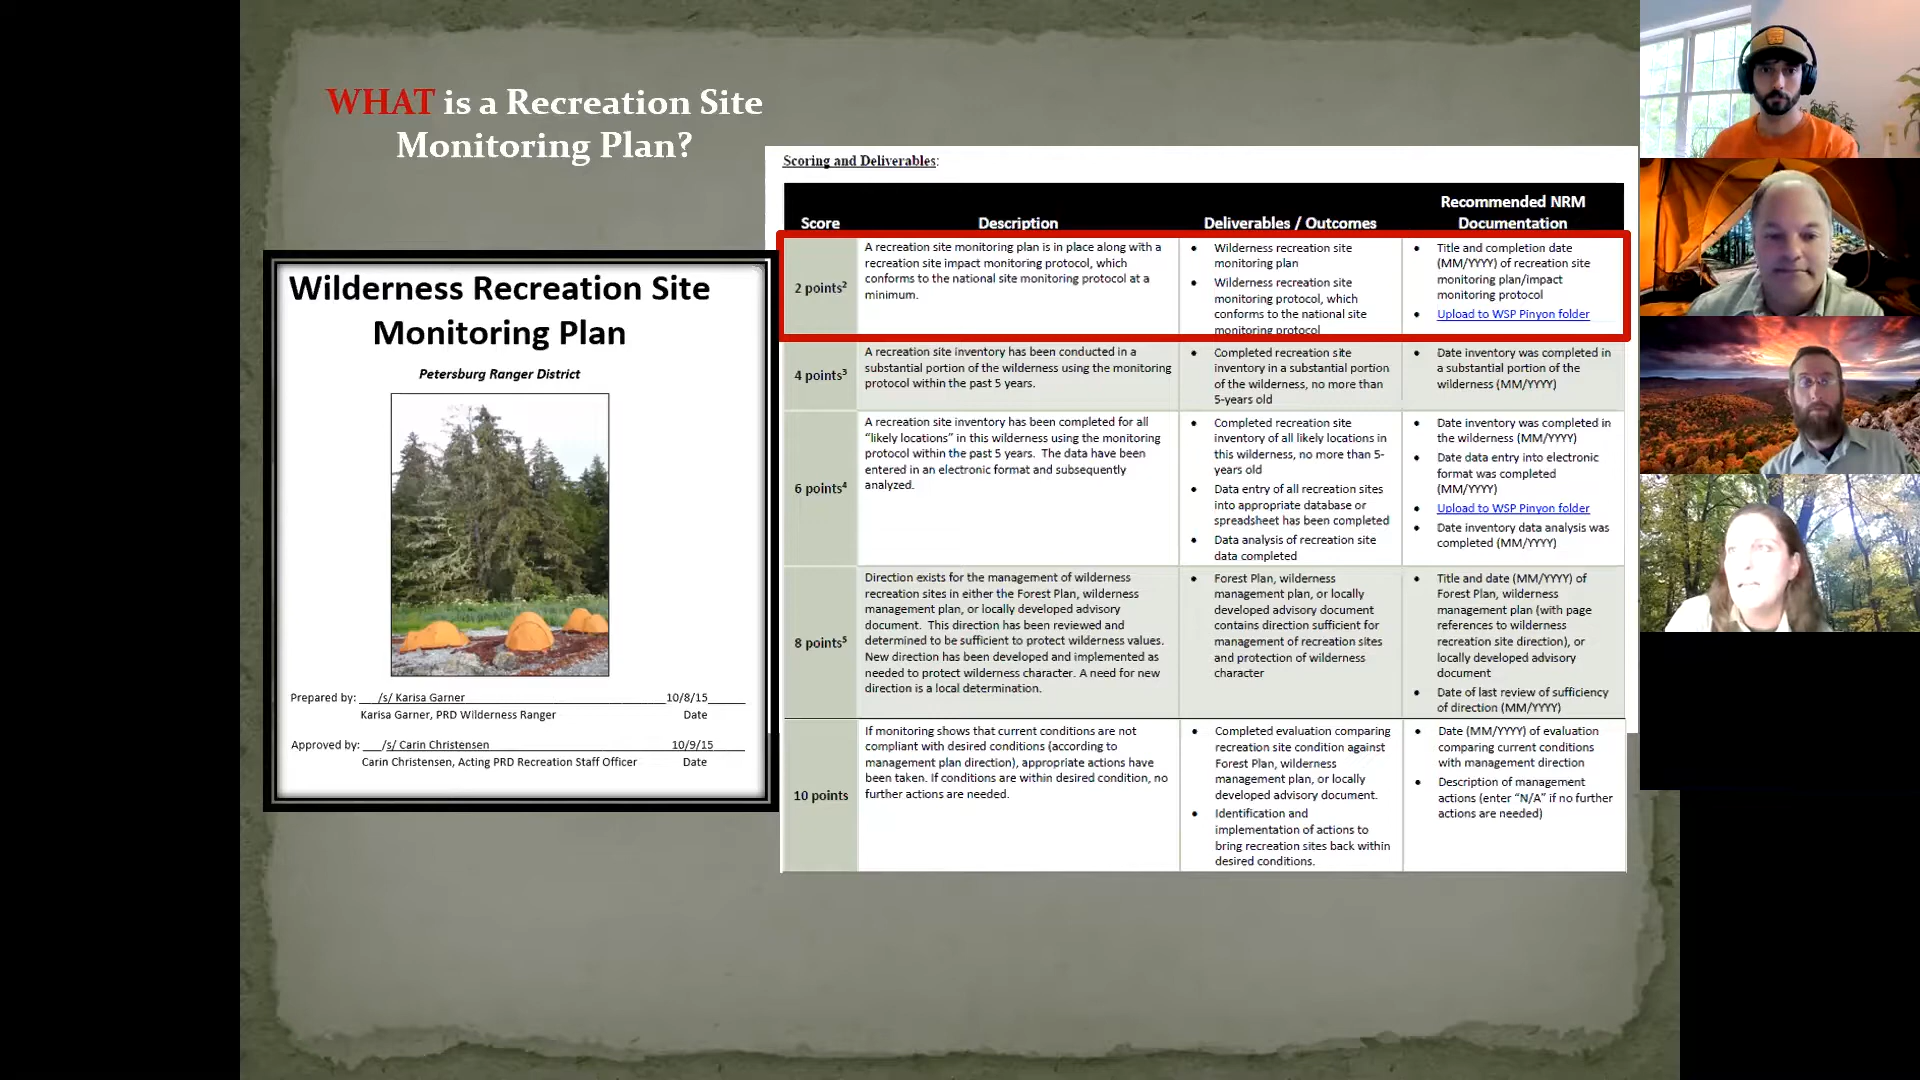 WHAT is a Recreation Site
Monitoring Plan?
Wilderness Recreation Site
Monitoring Plan
Petersburg Ranger District
Prepared by: /s/ Karisa Garner 10/8/15
Karisa Garner, PRD Wilderness Ranger Date
Approved by: /s/ Carin Christensen 10/9/15
Carin Christensen, Acting PRD Recreation Staff Officer Date
Scoring and Deliverables:
Score
Description
Deliverables / Outcomes
Recommended NRM
Documentation
2 points²
A recreation site monitoring plan is in place along with a
recreation site impact monitoring protocol, which
conforms to the national site monitoring protocol at a
minimum.
• Wilderness recreation site
monitoring plan
• Wilderness recreation site
monitoring protocol, which
conforms to the national site
monitoring protocol
• Title and completion date
(MM/YYYY) of recreation site
monitoring plan/impact
monitoring protocol
• Upload to WSP Pinyon folder
4 points³
A recreation site inventory has been conducted in a
substantial portion of the wilderness using the monitoring
protocol within the past 5 years.
• Completed recreation site
inventory in a substantial portion
of the wilderness, no more than
5-years old
• Date inventory was completed in
a substantial portion of the
wilderness (MM/YYYY)
6 points⁴
A recreation site inventory has been completed for all
“likely locations” in this wilderness using the monitoring
protocol within the past 5 years. The data have been
entered in an electronic format and subsequently
analyzed.
• Completed recreation site
inventory of all likely locations in
this wilderness, no more than 5-
years old
• Data entry of all recreation sites
into appropriate database or
spreadsheet has been completed
• Data analysis of recreation site
data completed
• Date inventory was completed in
the wilderness (MM/YYYY)
• Date data entry into electronic
format was completed
(MM/YYYY)
• Upload to WSP Pinyon folder
• Date inventory data analysis was
completed (MM/YYYY)
8 points⁵
Direction exists for the management of wilderness
recreation sites in either the Forest Plan, wilderness
management plan, or locally developed advisory
document. This direction has been reviewed and
determined to be sufficient to protect wilderness values.
New direction has been developed and implemented as
needed to protect wilderness character. A need for new
direction is a local determination.
• Forest Plan, wilderness
management plan, or locally
developed advisory document
contains direction sufficient for
management of recreation sites
and protection of wilderness
character
• Title and date (MM/YYYY) of
Forest Plan, wilderness
management plan (with page
references to wilderness
recreation site direction), or
locally developed advisory
document
• Date of last review of sufficiency
of direction (MM/YYYY)
10 points
If monitoring shows that current conditions are not
compliant with desired conditions (according to
management plan direction), appropriate actions have
been taken. If conditions are within desired condition, no
further actions are needed.
• Completed evaluation comparing
recreation site condition against
Forest Plan, wilderness
management plan, or locally
developed advisory document.
• Identification and
implementation of actions to
bring recreation sites back within
desired conditions.
• Date (MM/YYYY) of evaluation
comparing current conditions
with management direction
• Description of management
actions (enter “N/A” if no further
actions are needed)